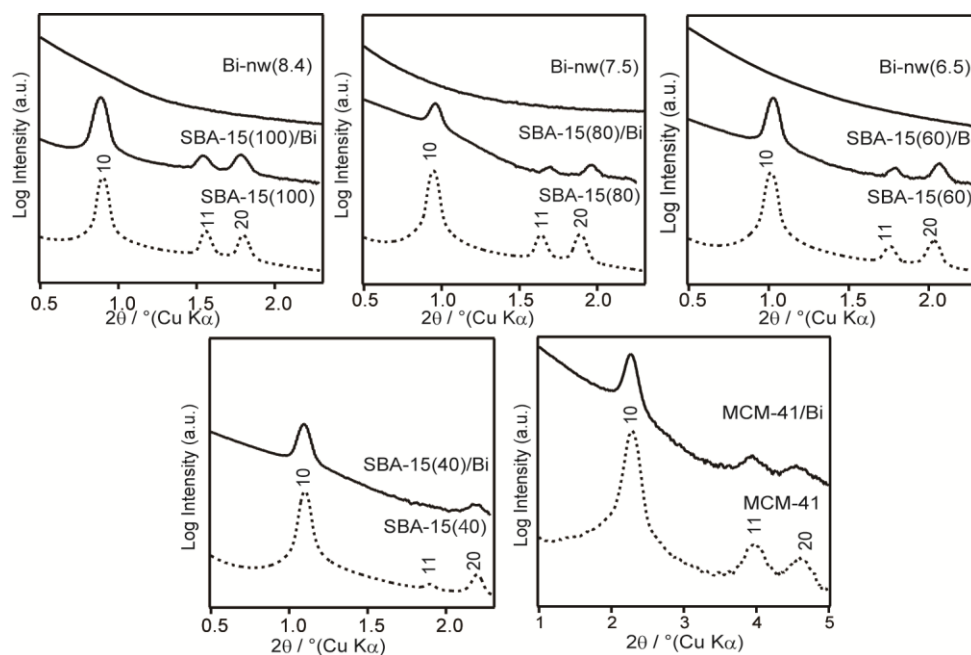 Log Intensity (a.u.)
Bi-nw(8.4)
SBA-15(100)/Bi
10
SBA-15(100)
11
20
0.5 1.0 1.5 2.0
2θ / °(Cu Kα)
Log Intensity (a.u.)
Bi-nw(7.5)
SBA-15(80)/Bi
10
SBA-15(80)
11
20
0.5 1.0 1.5 2.0
2θ / °(Cu Kα)
Log Intensity (a.u.)
Bi-nw(6.5)
SBA-15(60)/B
10
SBA-15(60)
11
20
0.5 1.0 1.5 2.0
2θ / °(Cu Kα)
Log Intensity (a.u.)
SBA-15(40)/Bi
10
SBA-15(40)
11
20
0.5 1.0 1.5 2.0
2θ / °(Cu Kα)
Log Intensity (a.u.)
MCM-41/Bi
10
MCM-41
11
20
1 2 3 4 5
2θ / °(Cu Kα)